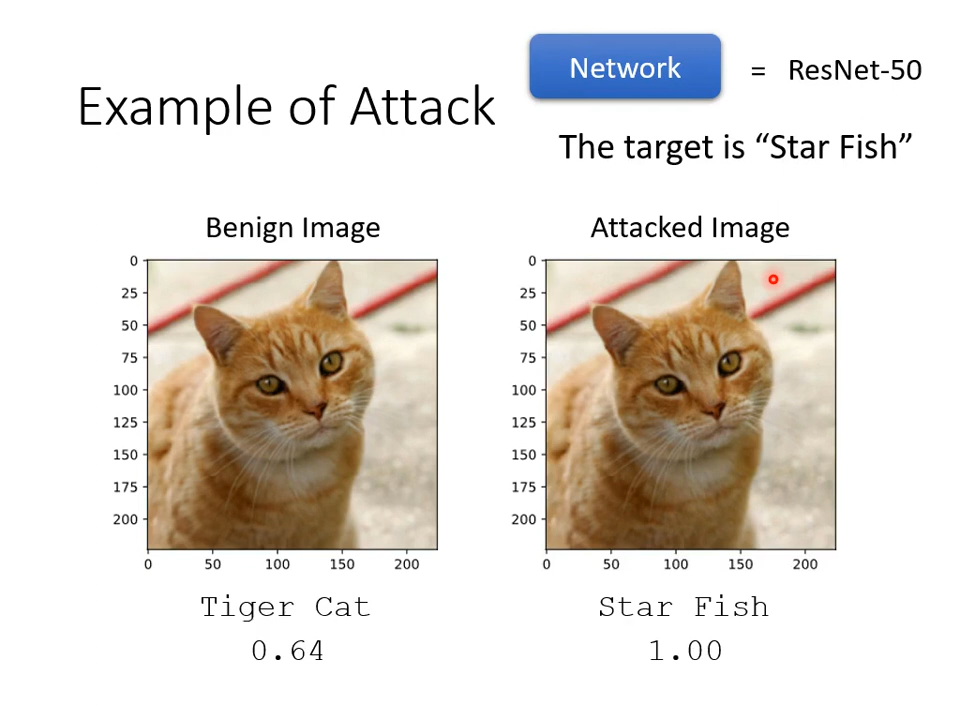 Example of Attack
Network
= ResNet-50
The target is “Star Fish”
Benign Image
0
25
50
75
100
125
150
175
200
0 50 100 150 200
Tiger Cat
0.64
Attacked Image
0
25
50
75
100
125
150
175
200
0 50 100 150 200
Star Fish
1.00